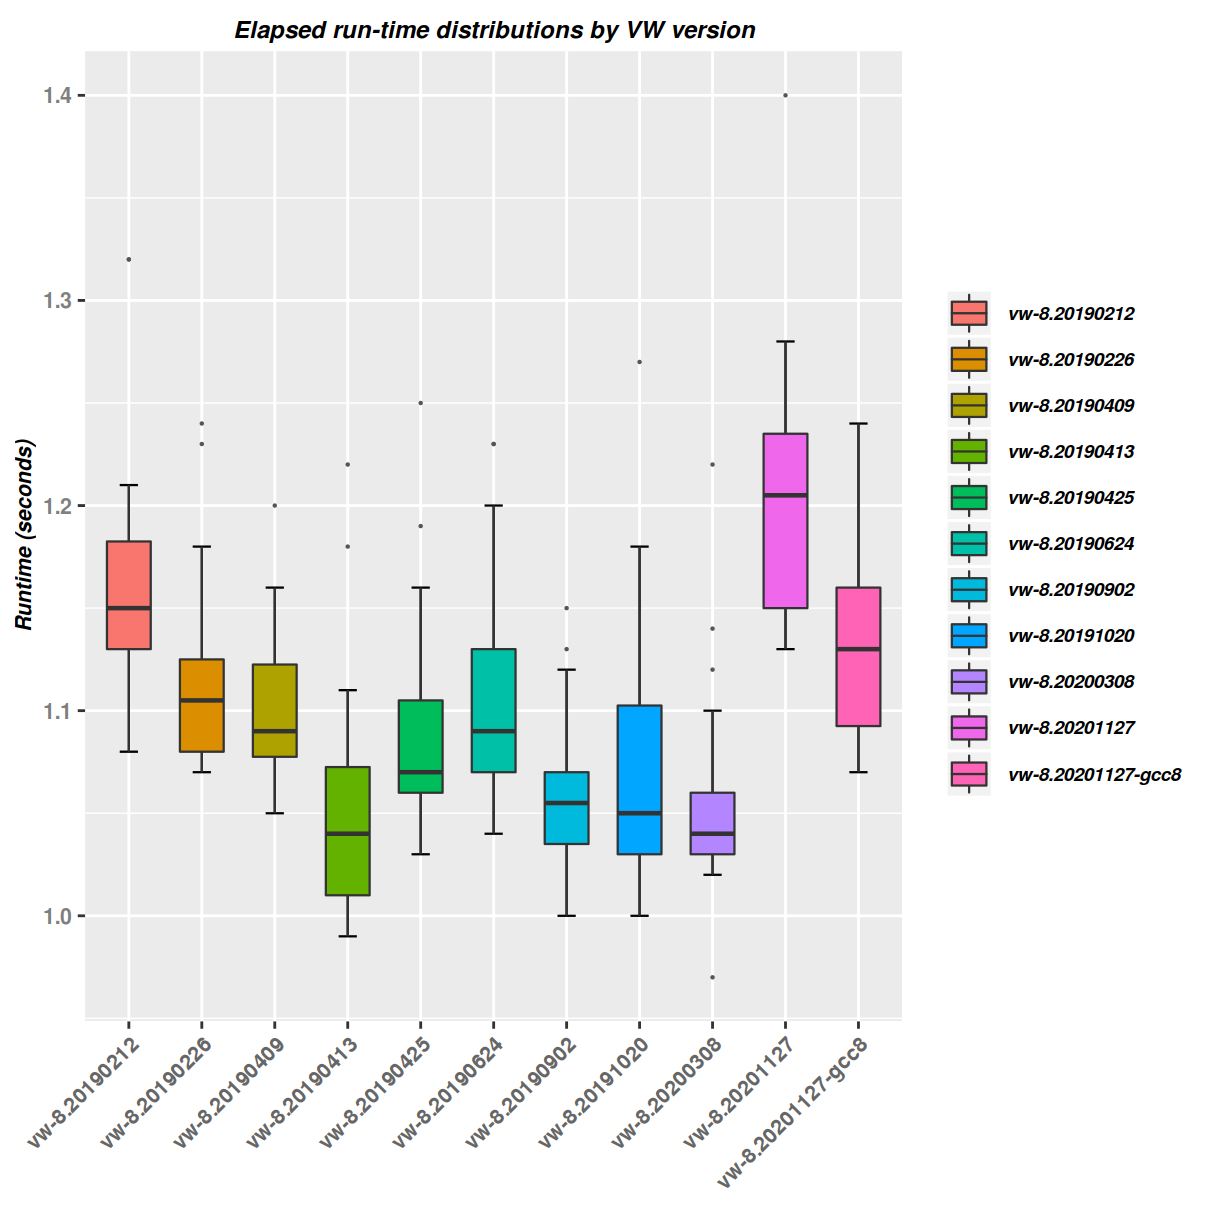 Elapsed run-time distributions by VW version
Runtime (seconds)
1.4
1.3
1.2
1.1
1.0
vw-8.20190212
vw-8.20190226
vw-8.20190409
vw-8.20190413
vw-8.20190425
vw-8.20190624
vw-8.20190902
vw-8.20191020
vw-8.20200308
vw-8.20201127
vw-8.20201127-gcc8
vw-8.20190212
vw-8.20190226
vw-8.20190409
vw-8.20190413
vw-8.20190425
vw-8.20190624
vw-8.20190902
vw-8.20191020
vw-8.20200308
vw-8.20201127
vw-8.20201127-gcc8